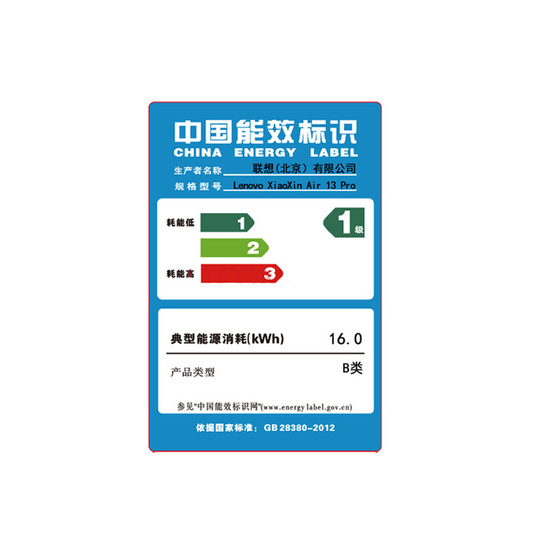 中国能效标识
CHINA ENERGY LABEL
生产者名称 联想(北京)有限公司
规格型号 Lenovo XiaoXin Air 13 Pro
耗能低 1 1级
2
耗能高 3
典型能源消耗(kWh) 16.0
产品类型 B类
参见"中国能效标识网"(www.energylabel.gov.cn)
依据国家标准：GB 28380-2012